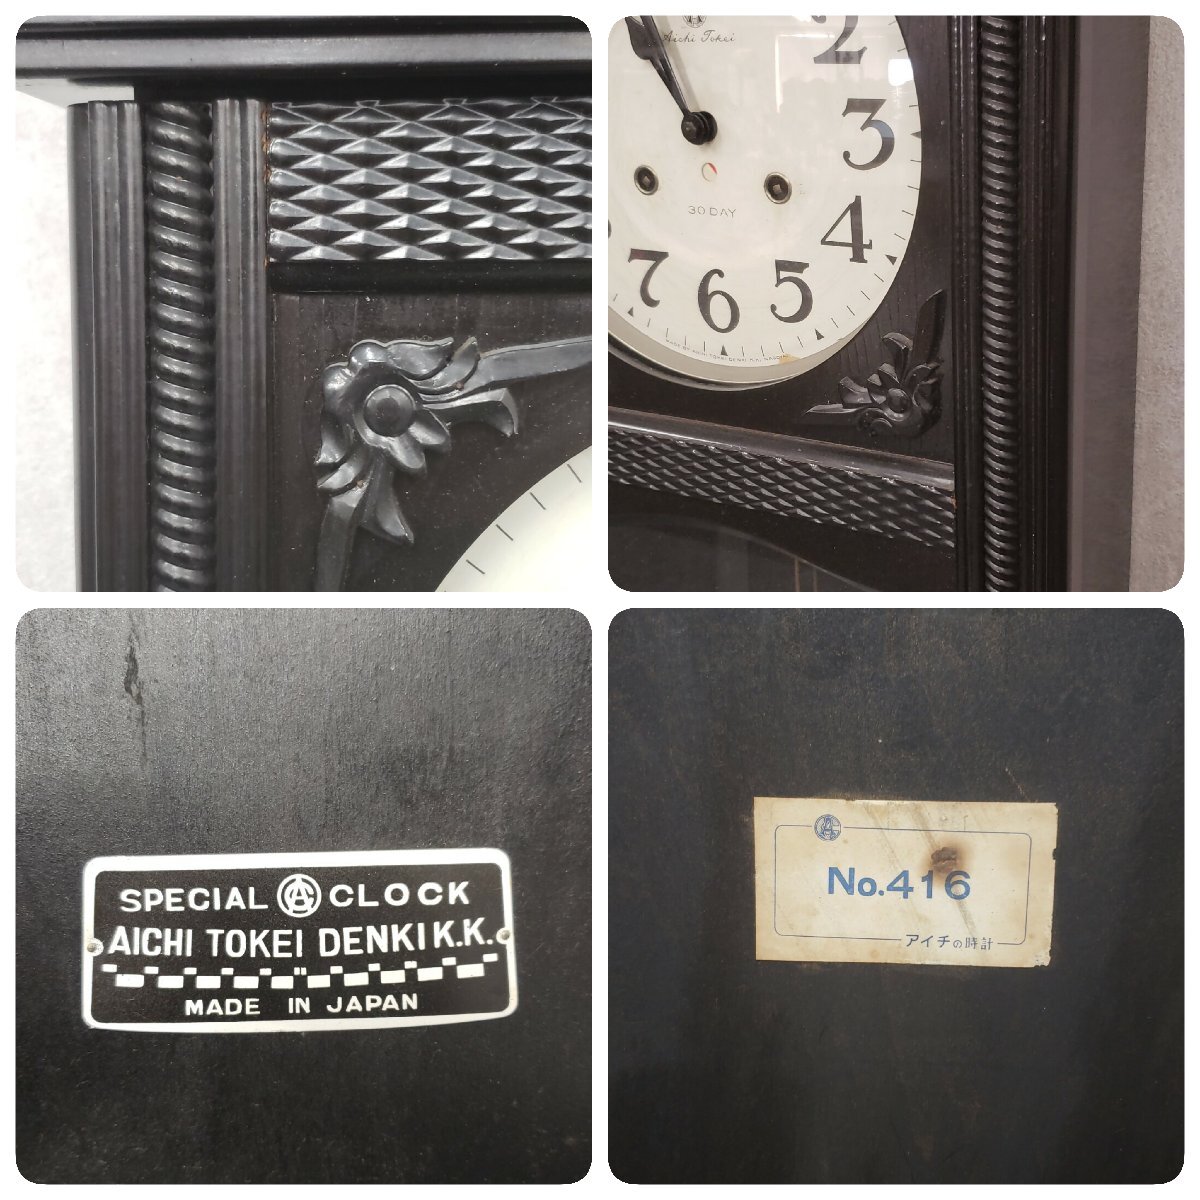 Aichi Tokei
2
3
4
5
6
7
30 DAY
SPECIAL CLOCK
AICHI TOKEI DENKI K.K.
MADE IN JAPAN
No.416
アイチの時計